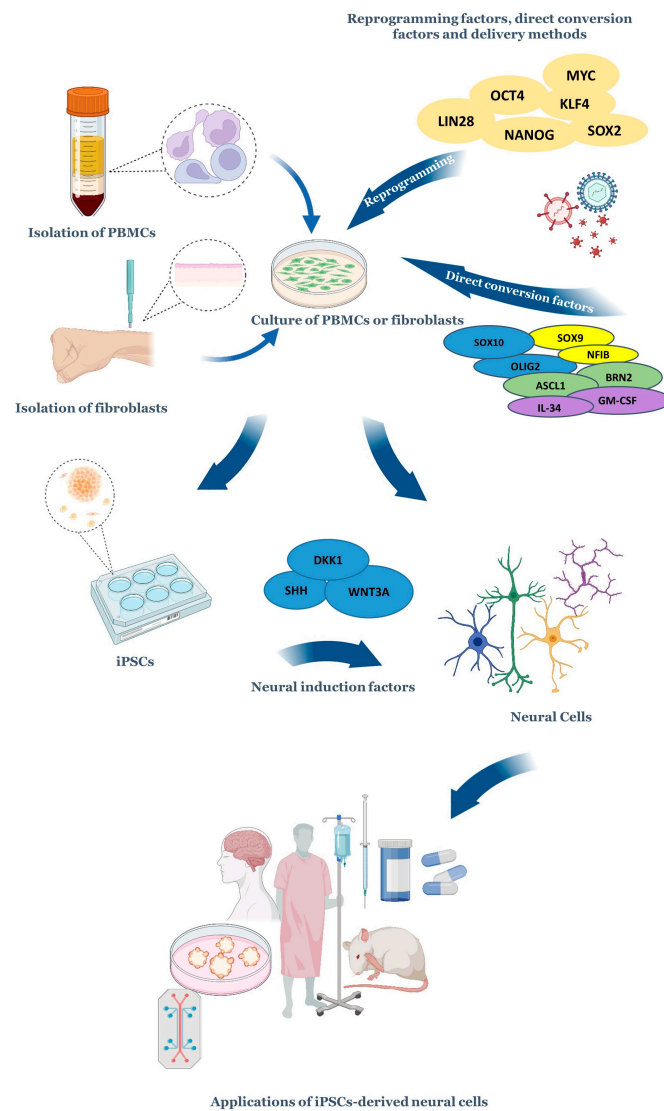 Reprogramming factors, direct conversion
factors and delivery methods
MYC
OCT4
KLF4
LIN28
NANOG
SOX2
Reprogramming
Isolation of PBMCs
Direct conversion factors
Culture of PBMCs or fibroblasts
SOX10
SOX9
NFIB
OLIG2
BRN2
ASCL1
GM-CSF
IL-34
Isolation of fibroblasts
DKK1
SHH
WNT3A
iPSCs
Neural induction factors
Neural Cells
Applications of iPSCs-derived neural cells